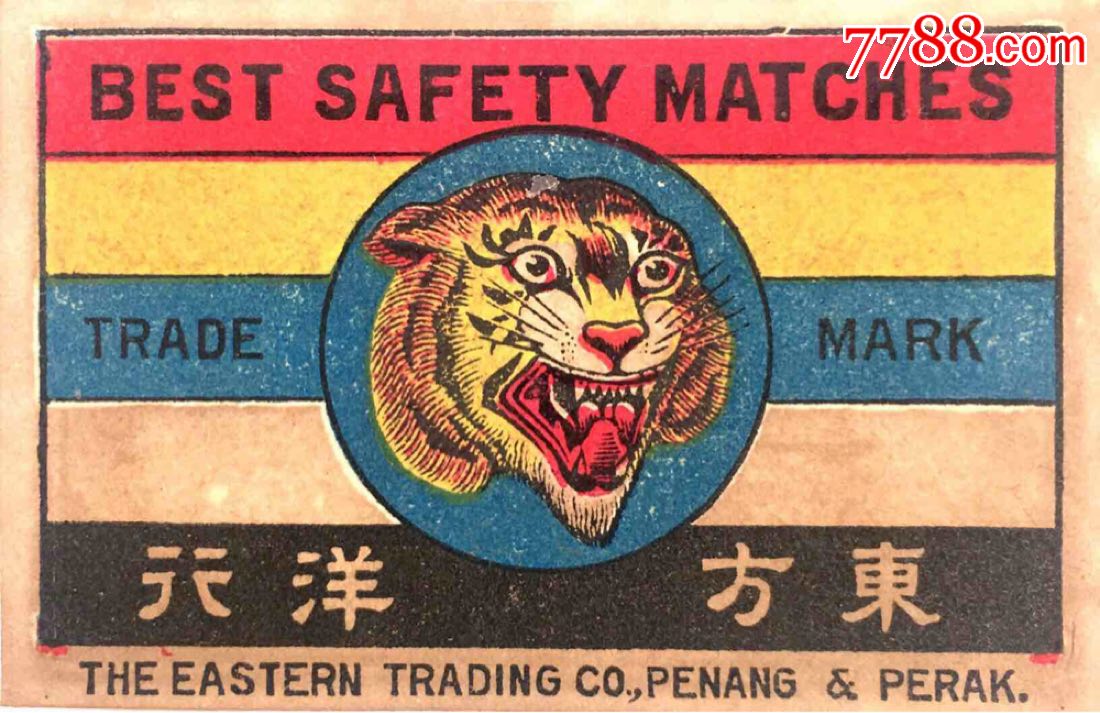 7788.com
BEST SAFETY MATCHES
TRADE MARK
東方洋行
THE EASTERN TRADING CO., PENANG & PERAK.